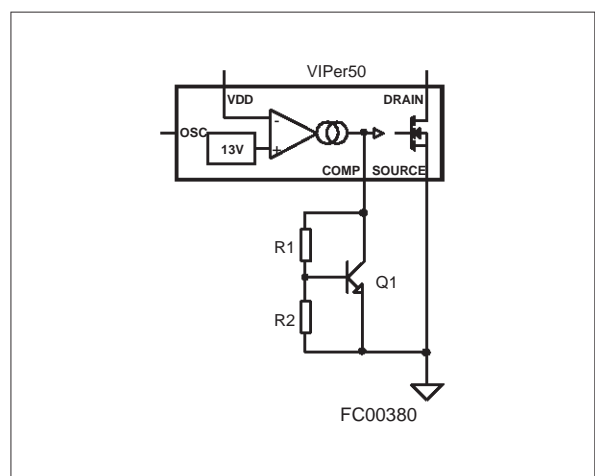 VIPer50
VDD
DRAIN
OSC
13V
-
+
COMP
SOURCE
R1
Q1
R2
FC00380